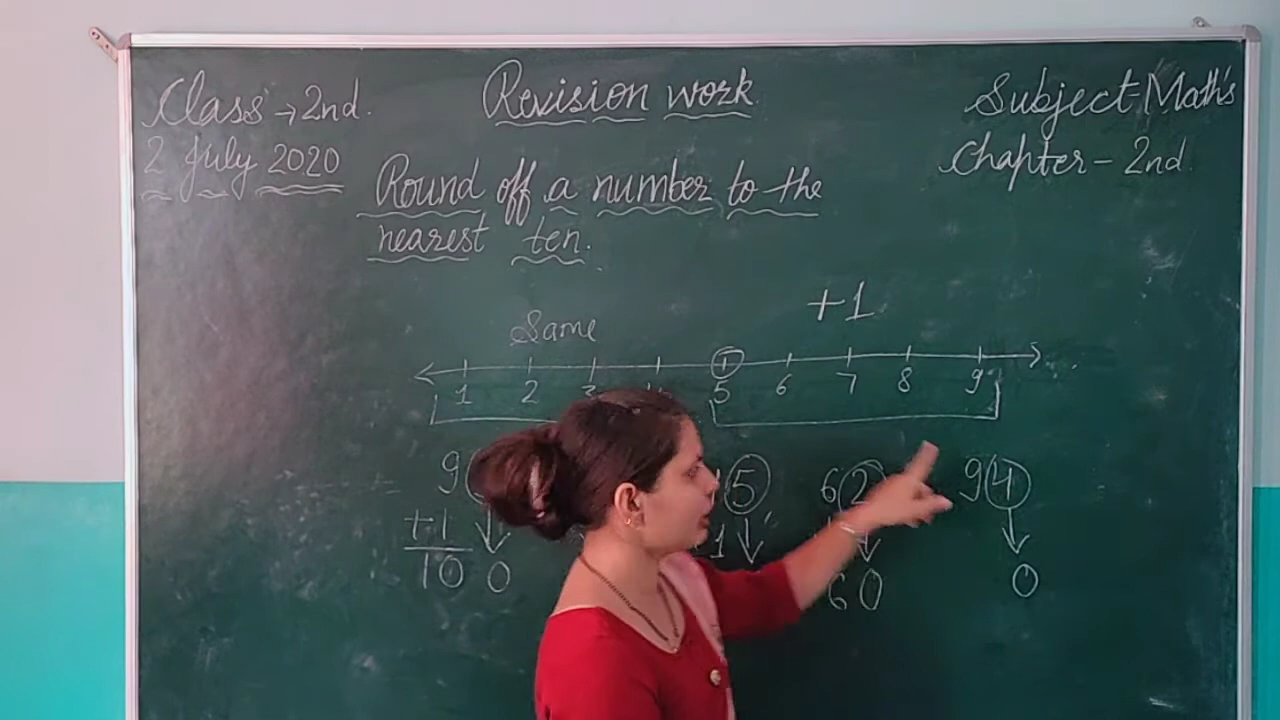 Class → 2nd.
Revision work
Subject - Math's
2 July 2020
Chapter - 2nd.
Round off a number to the
nearest ten.
+1
Same
1 2 5 6 7 8 9
9 5 62 94
+1 1
10 0 60 0